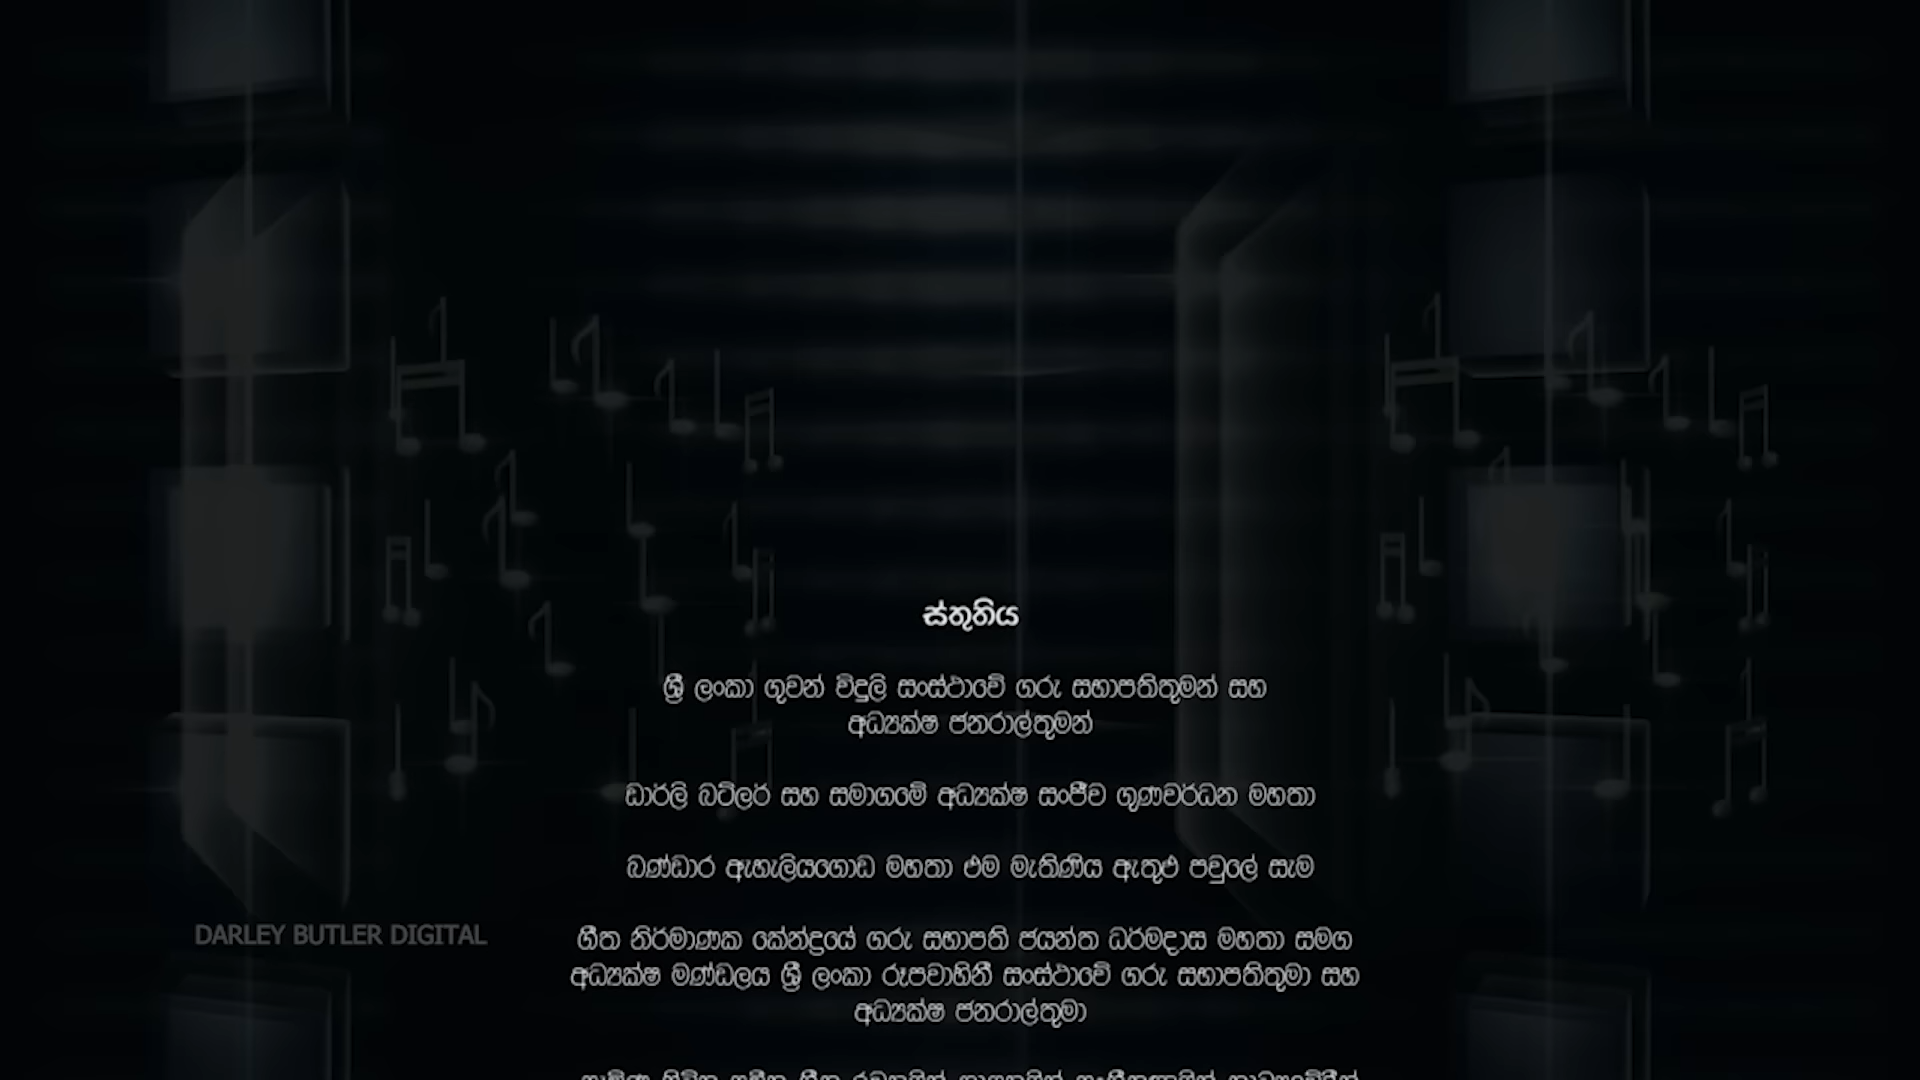 ස්තූතිය
ශ්‍රී ලංකා ගුවන් විදුලි සංස්ථාවේ ගරු සභාපතිතුමන් සහ
අධ්‍යක්ෂ ජනරාල්තුමන්
ඩාර්ලි බට්ලර් සහ සමාගමේ අධ්‍යක්ෂ සංජීව ගුණවර්ධන මහතා
බණ්ඩාර ඇහැලියගොඩ මහතා එම මැතිණිය ඇතුළු පවුලේ සැම
DARLEY BUTLER DIGITAL
ගීත නිර්මාණක කේන්ද්‍රයේ ගරු සභාපති ජයන්ත ධර්මදාස මහතා සමග
අධ්‍යක්ෂ මණ්ඩලය ශ්‍රී ලංකා රූපවාහිනී සංස්ථාවේ ගරු සභාපතිතුමා සහ
අධ්‍යක්ෂ ජනරාල්තුමා